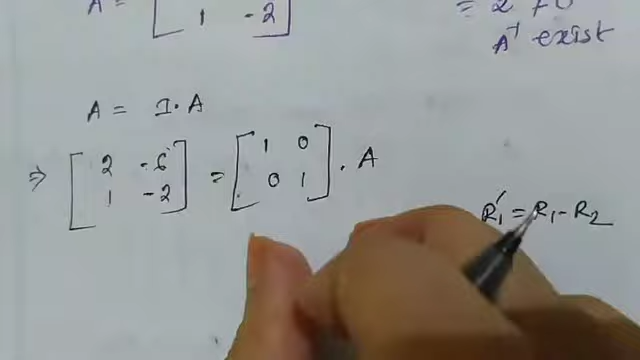 A =
1 -2
= 2 ≠ 0
A⁻¹ exist
A = I · A
⇒ [ 2 -6 ] = [ 1 0 ] · A
[ 1 -2 ] [ 0 1 ]
R₁′ = R₁ - R₂